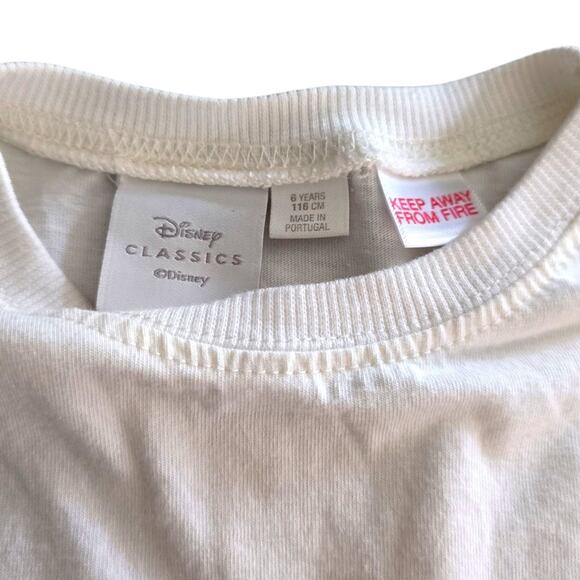 Disney
CLASSICS
©Disney
6 YEARS
116 CM
MADE IN
PORTUGAL
KEEP AWAY
FROM FIRE